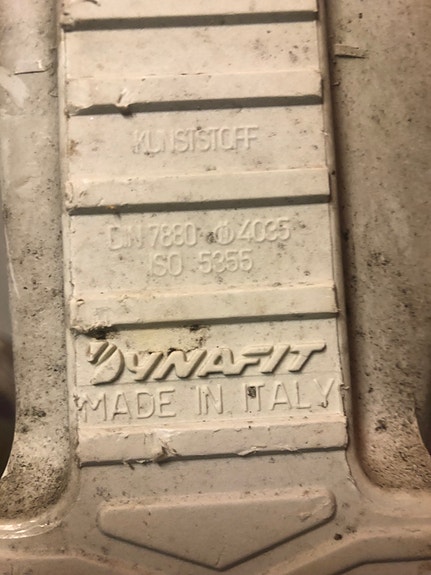 KUNSTSTOFF
DIN 7880 4035
ISO 5355
DYNAFIT
MADE IN ITALY